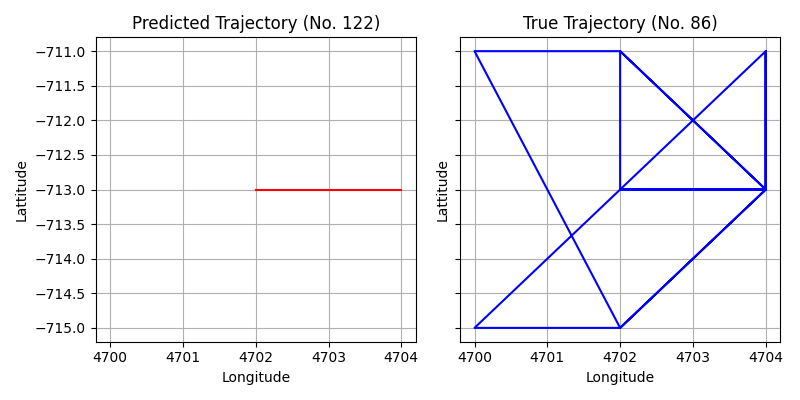 Predicted Trajectory (No. 122)
True Trajectory (No. 86)
−711.0
−711.5
−712.0
−712.5
−713.0
−713.5
−714.0
−714.5
−715.0
Lattitude
Lattitude
4700 4701 4702 4703 4704
4700 4701 4702 4703 4704
Longitude
Longitude